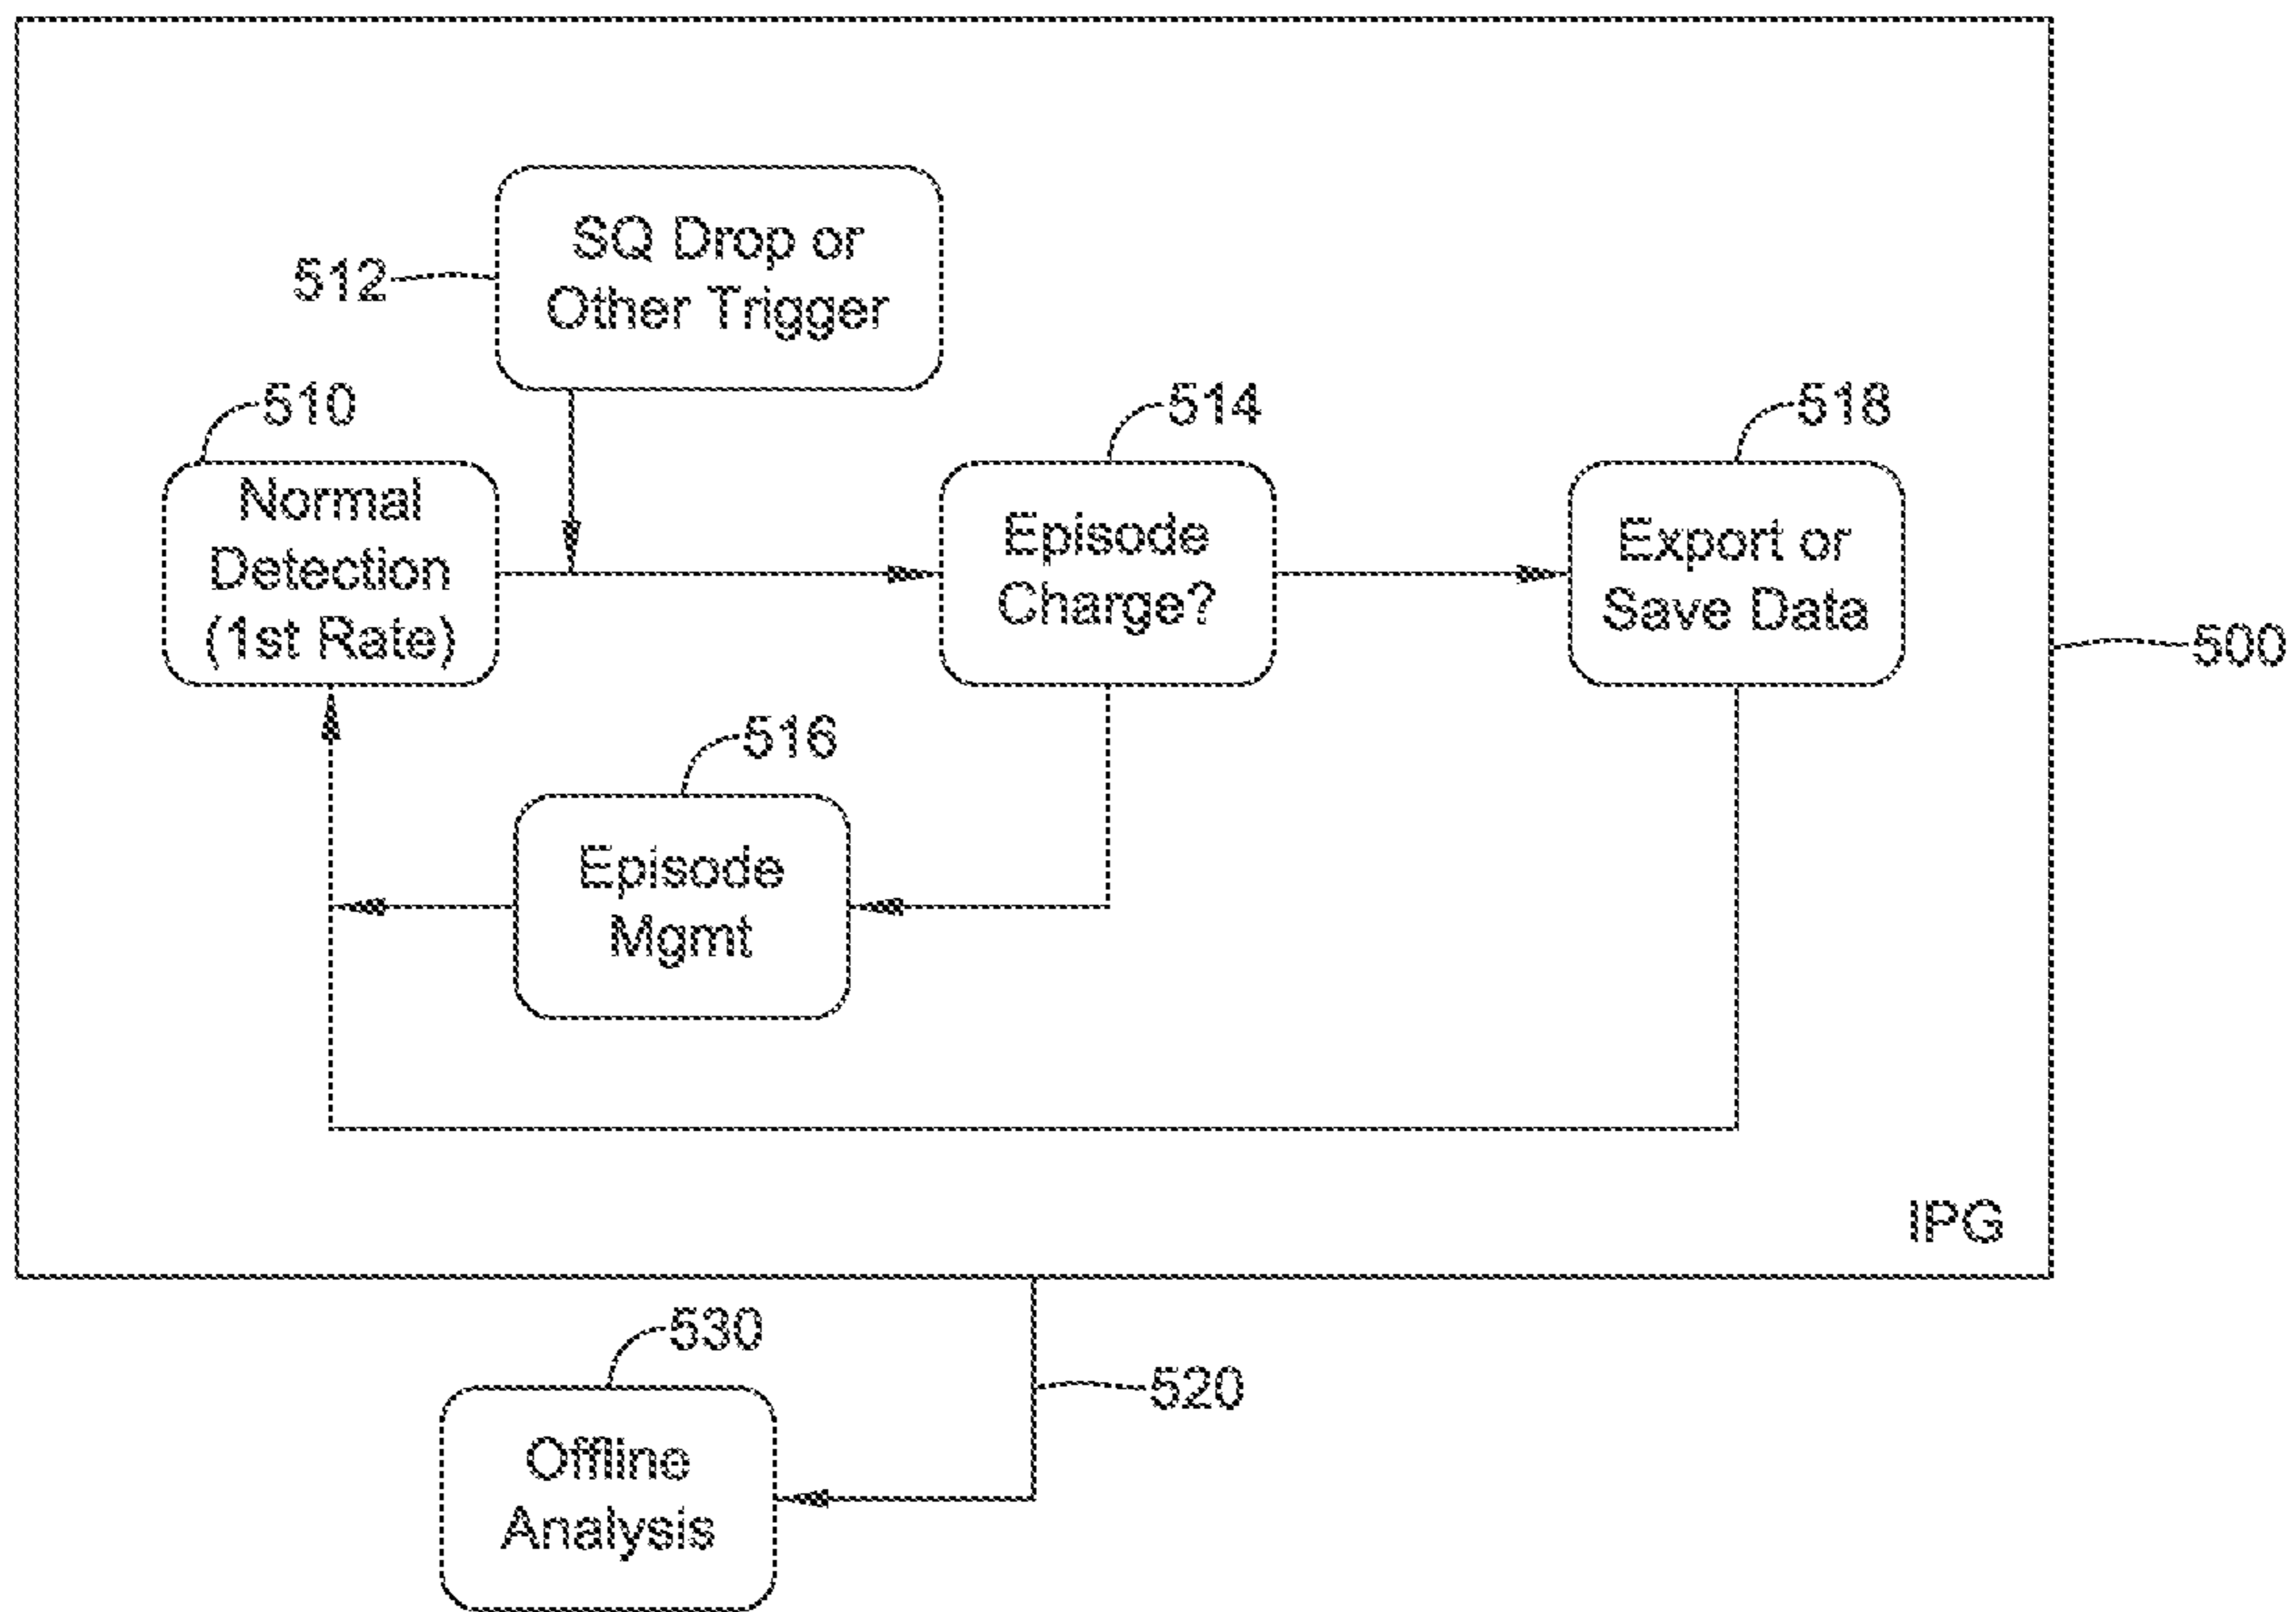 SQ Drop or
Other Trigger
512
510
Normal
Detection
(1st Rate)
514
Episode
Charge?
518
Export or
Save Data
500
516
Episode
Mgmt
IPG
530
Offline
Analysis
520